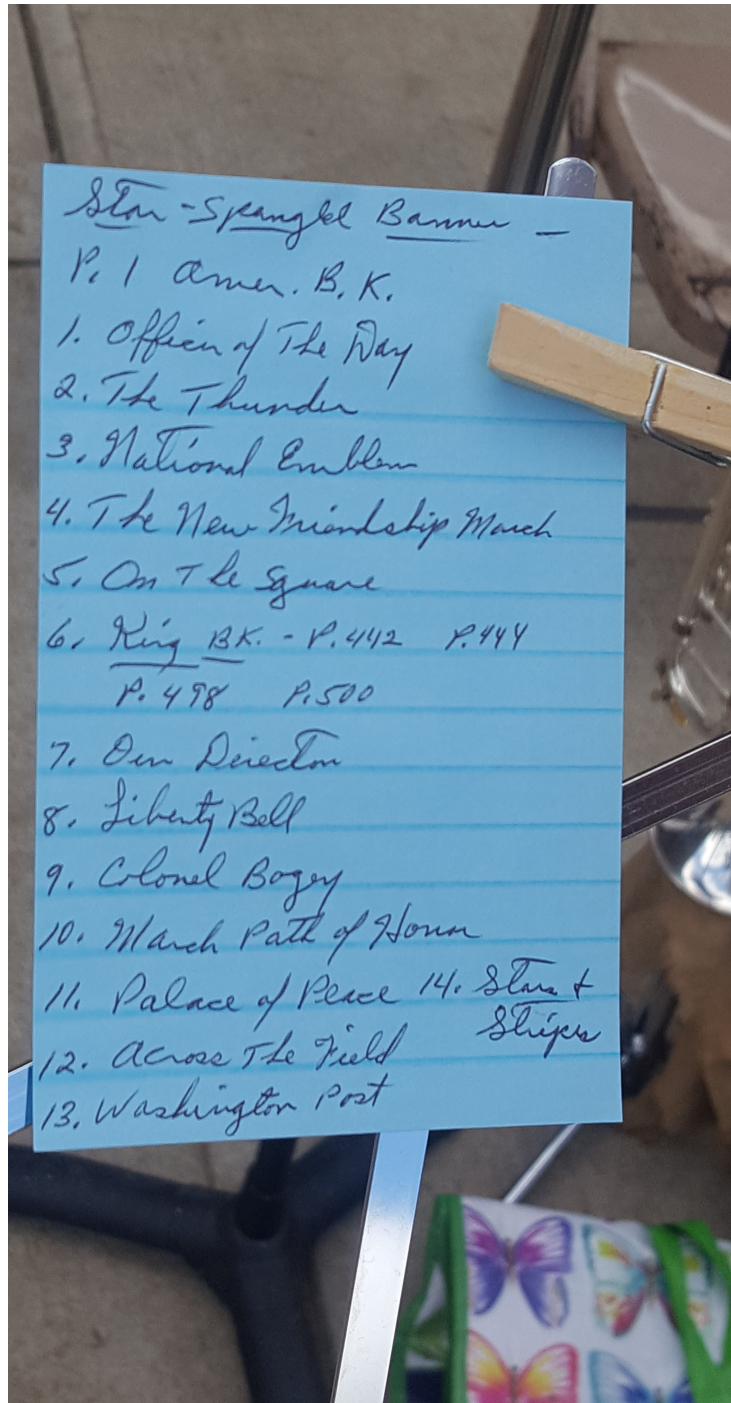 Star-Spangled Banner -
P. 1 Amer. B.K.
1. Officer of The Day
2. The Thunder
3. National Emblem
4. The New Friendship March
5. On The Square
6. King BK. - P.442 P.444
P. 498 P.500
7. Our Director
8. Liberty Bell
9. Colonel Bogey
10. March Path of Honor
11. Palace of Peace 14. Stars &
Stripes
12. Across The Field
13. Washington Post